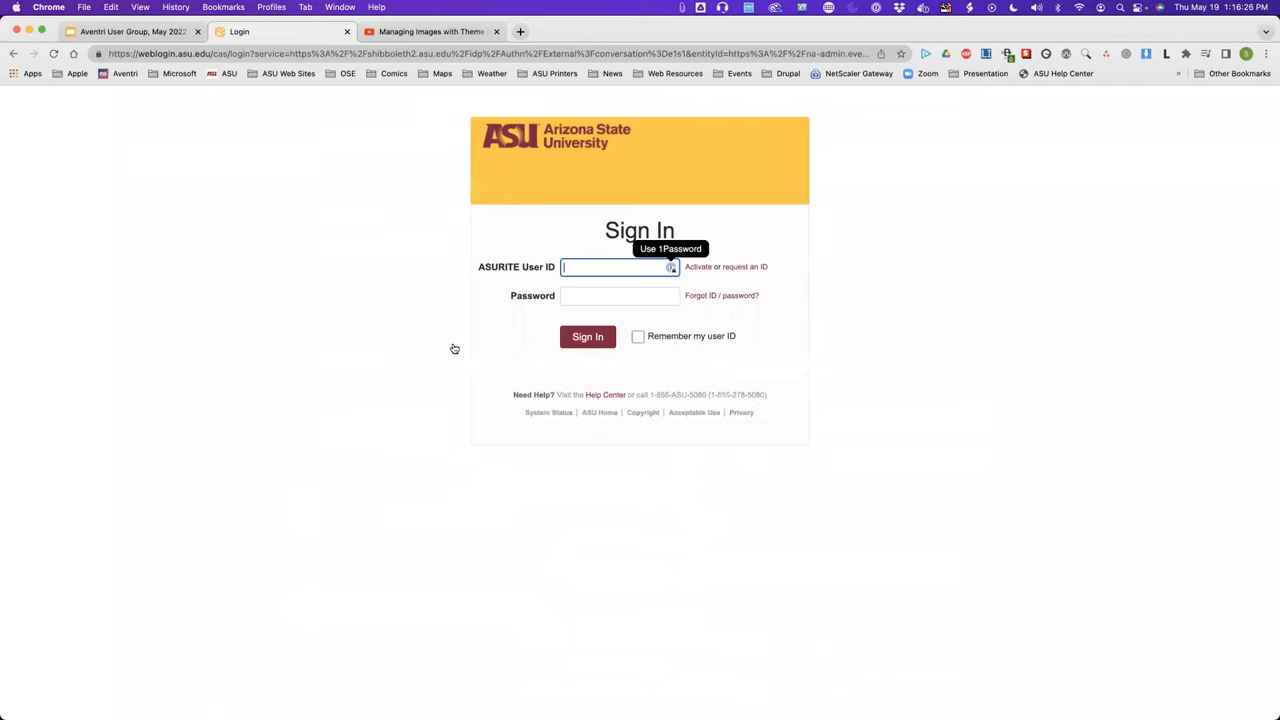 Chrome File Edit View History Bookmarks Profiles Tab Window Help Thu May 19 1:16:26 PM
Aventri User Group, May 2022
Login
Managing Images with Theme
https://weblogin.asu.edu/cas/login?service=https%3A%2F%2Fshibboleth2.asu.edu%2Fidp%2FAuthn%2FExternal%3Fconversation%3De1s1&entityId=https%3A%2F%2Fna-admin.eve...
Apps Apple Aventri Microsoft ASU ASU Web Sites OSE Comics Maps Weather ASU Printers News Web Resources Events Drupal NetScaler Gateway Zoom Presentation ASU Help Center » Other Bookmarks
ASU Arizona State
University
Sign In
Use 1Password
ASURITE User ID Activate or request an ID
Password Forgot ID / password?
Sign In Remember my user ID
Need Help? Visit the Help Center or call 1-855-ASU-5080 (1-855-278-5080)
System Status | ASU Home | Copyright | Acceptable Use | Privacy